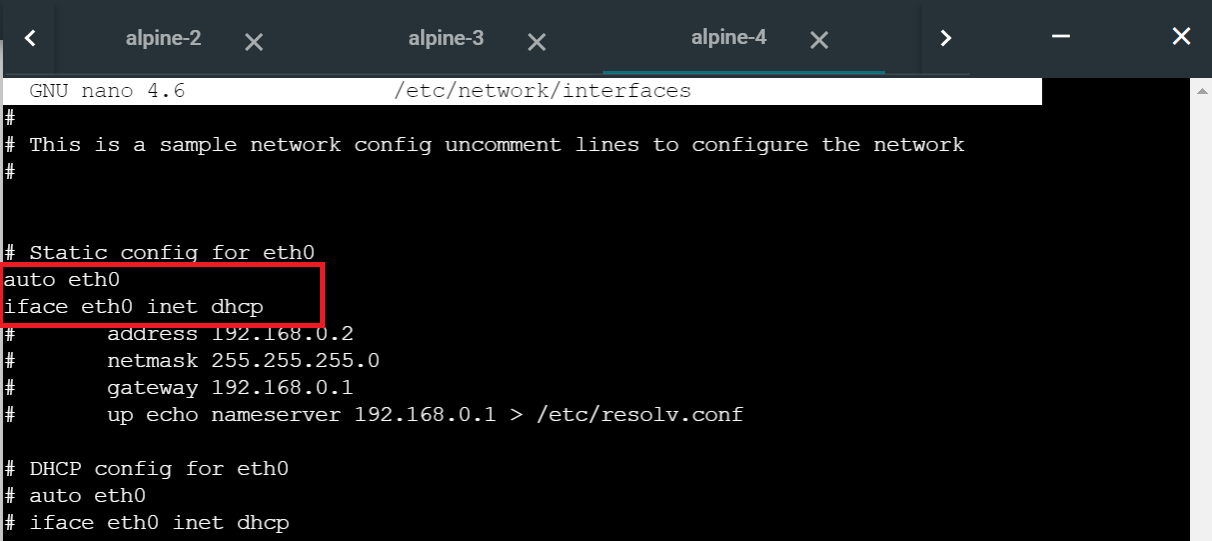 alpine-2 alpine-3 alpine-4
GNU nano 4.6 /etc/network/interfaces
#
# This is a sample network config uncomment lines to configure the network
#
# Static config for eth0
auto eth0
iface eth0 inet dhcp
#       address 192.168.0.2
#       netmask 255.255.255.0
#       gateway 192.168.0.1
#       up echo nameserver 192.168.0.1 > /etc/resolv.conf
# DHCP config for eth0
# auto eth0
# iface eth0 inet dhcp